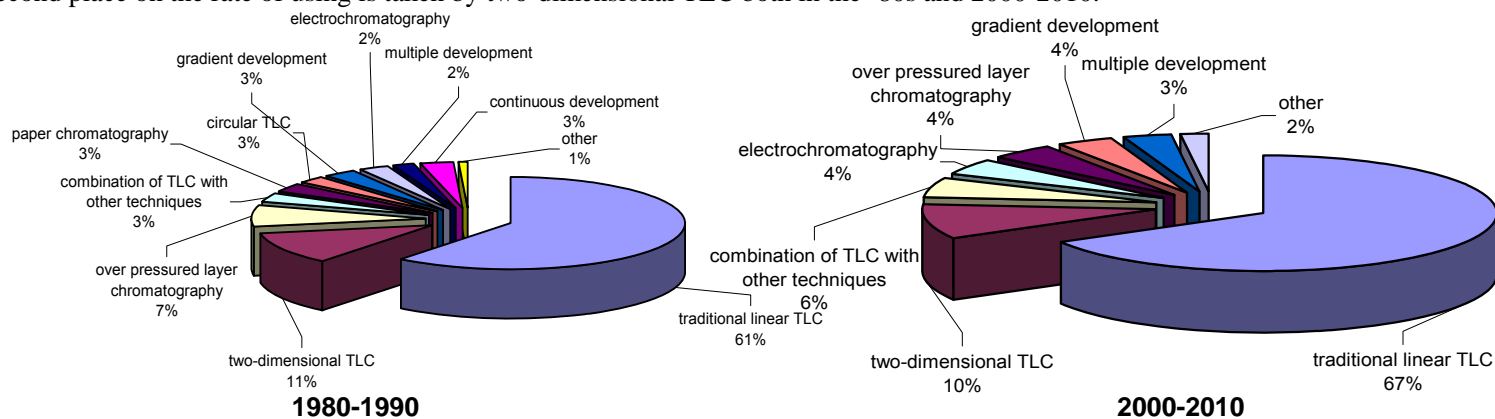 second place on the rate of using is taken by two-dimensional TLC both in the '80s and 2000-2010.
electrochromatography
2%
gradient development
3%
multiple development
2%
circular TLC
3%
continuous development
3%
paper chromatography
3%
other
1%
combination of TLC with
other techniques
3%
over pressured layer
chromatography
7%
two-dimensional TLC
11%
traditional linear TLC
61%
1980-1990
gradient development
4%
over pressured layer
chromatography
4%
multiple development
3%
electrochromatography
4%
other
2%
combination of TLC with
other techniques
6%
two-dimensional TLC
10%
traditional linear TLC
67%
2000-2010